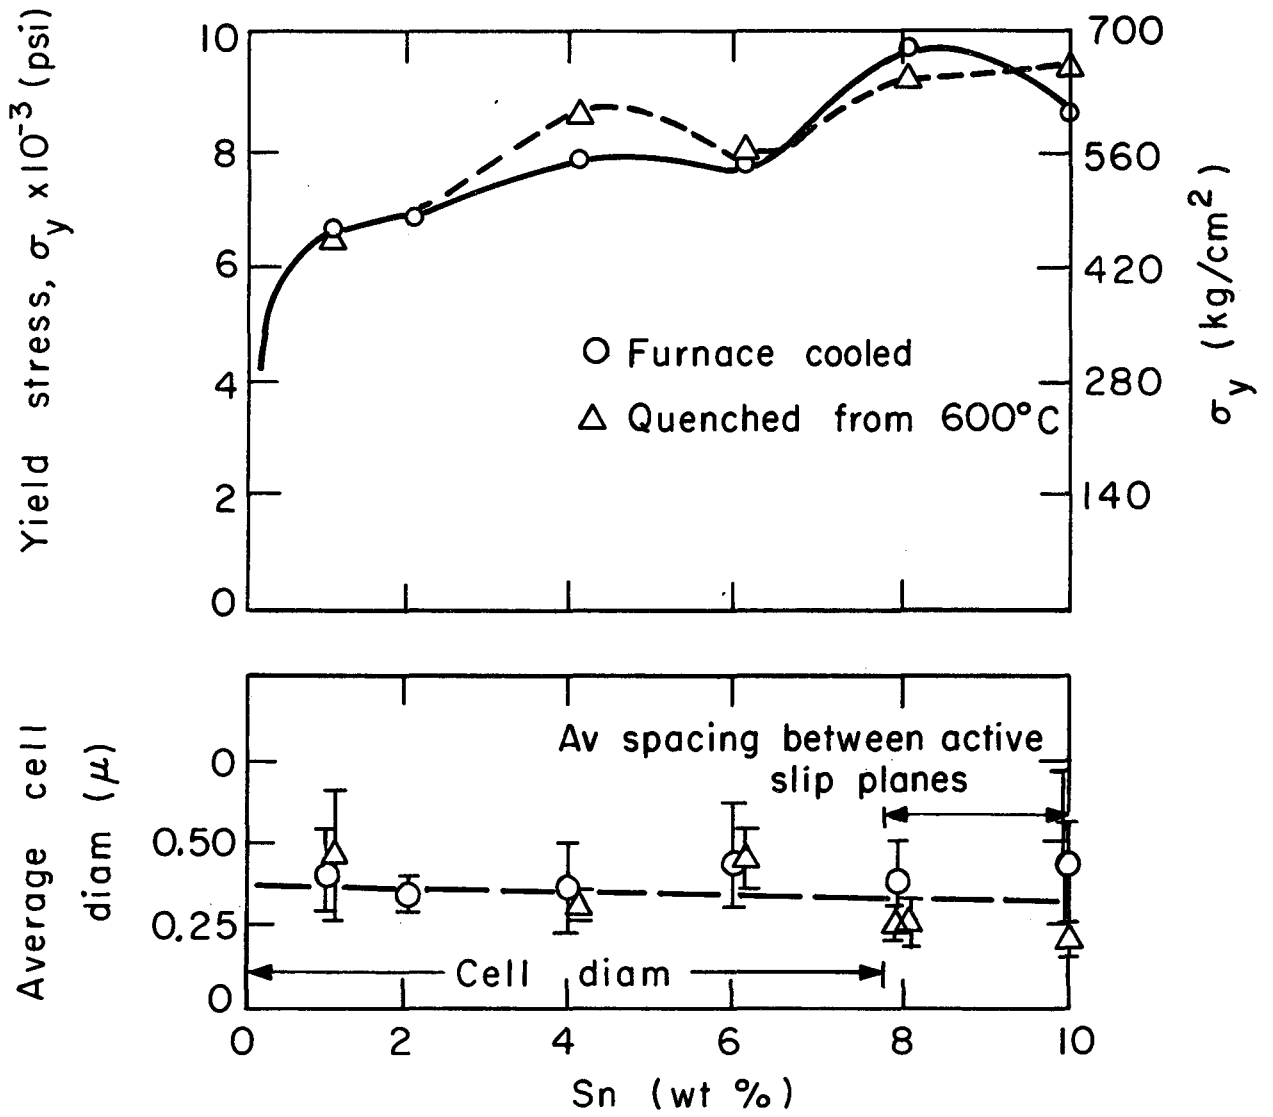 Yield stress, σy x10⁻³ (psi)
10
8
6
4
2
0
700
560
420
280
140
σy (kg/cm²)
○ Furnace cooled
△ Quenched from 600°C
Average cell
diam (μ)
0
0.50
0.25
0
Av spacing between active
slip planes
Cell diam
0 2 4 6 8 10
Sn (wt %)